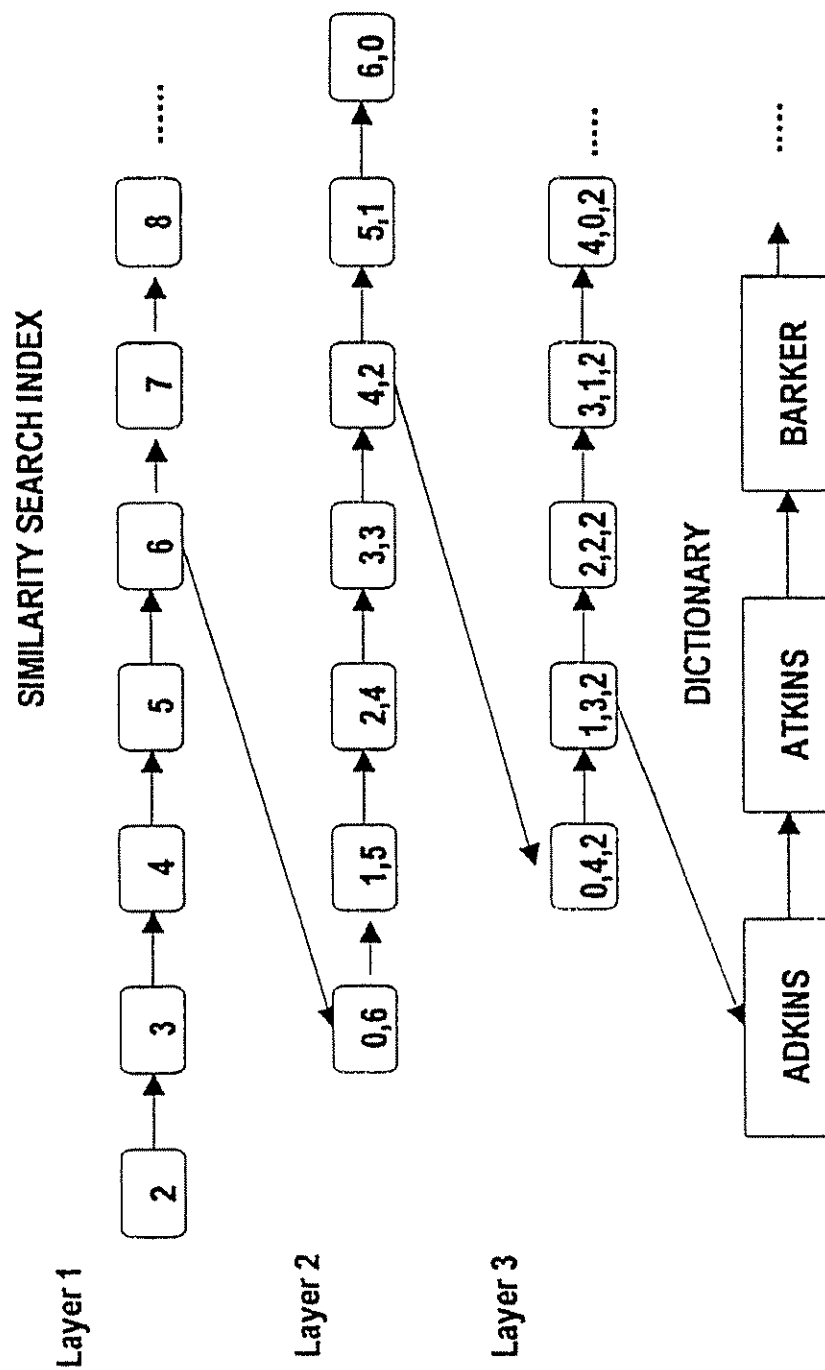 SIMILARITY SEARCH INDEX
Layer 1
2 3 4 5 6 7 8 ......
Layer 2
0,6 1,5 2,4 3,3 4,2 5,1 6,0
Layer 3
0,4,2 1,3,2 2,2,2 3,1,2 4,0,2 .....
DICTIONARY
ADKINS ATKINS BARKER .....